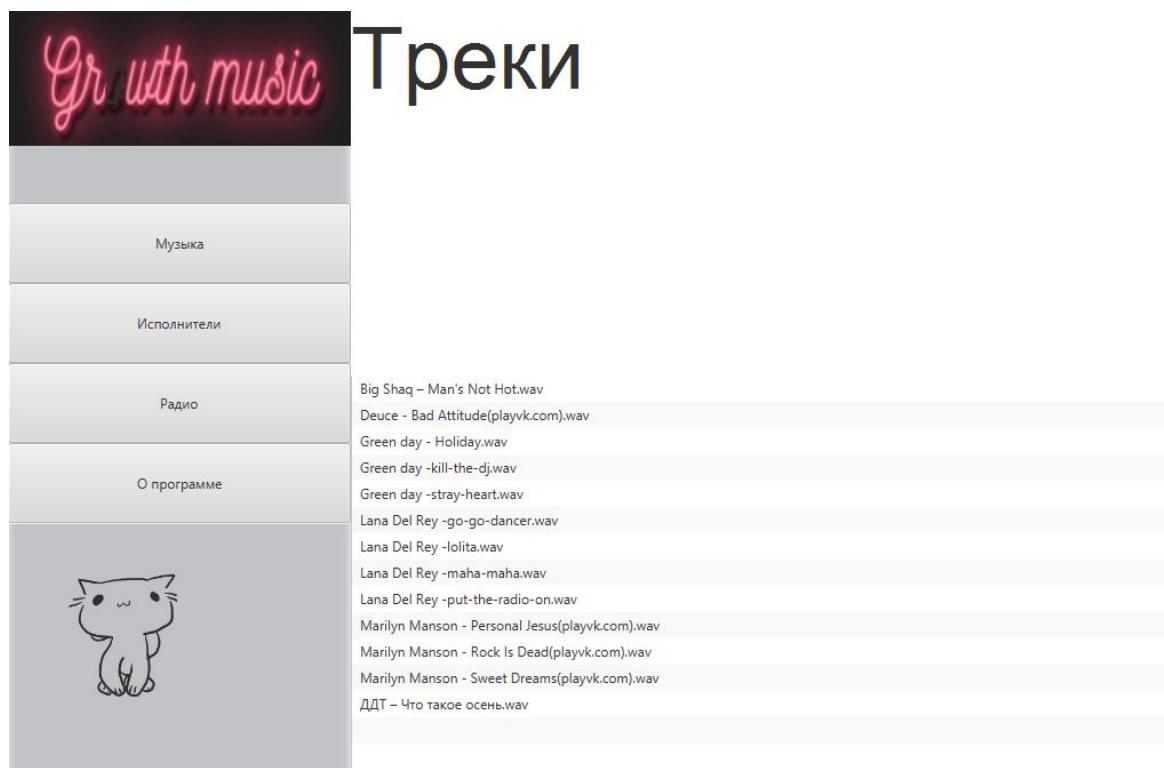 Gr wth music
Треки
Музыка
Исполнители
Радио
О программе
Big Shaq – Man's Not Hot.wav
Deuce - Bad Attitude(playvk.com).wav
Green day - Holiday.wav
Green day -kill-the-dj.wav
Green day -stray-heart.wav
Lana Del Rey -go-go-dancer.wav
Lana Del Rey -lolita.wav
Lana Del Rey -maha-maha.wav
Lana Del Rey -put-the-radio-on.wav
Marilyn Manson - Personal Jesus(playvk.com).wav
Marilyn Manson - Rock Is Dead(playvk.com).wav
Marilyn Manson - Sweet Dreams(playvk.com).wav
ДДТ – Что такое осень.wav